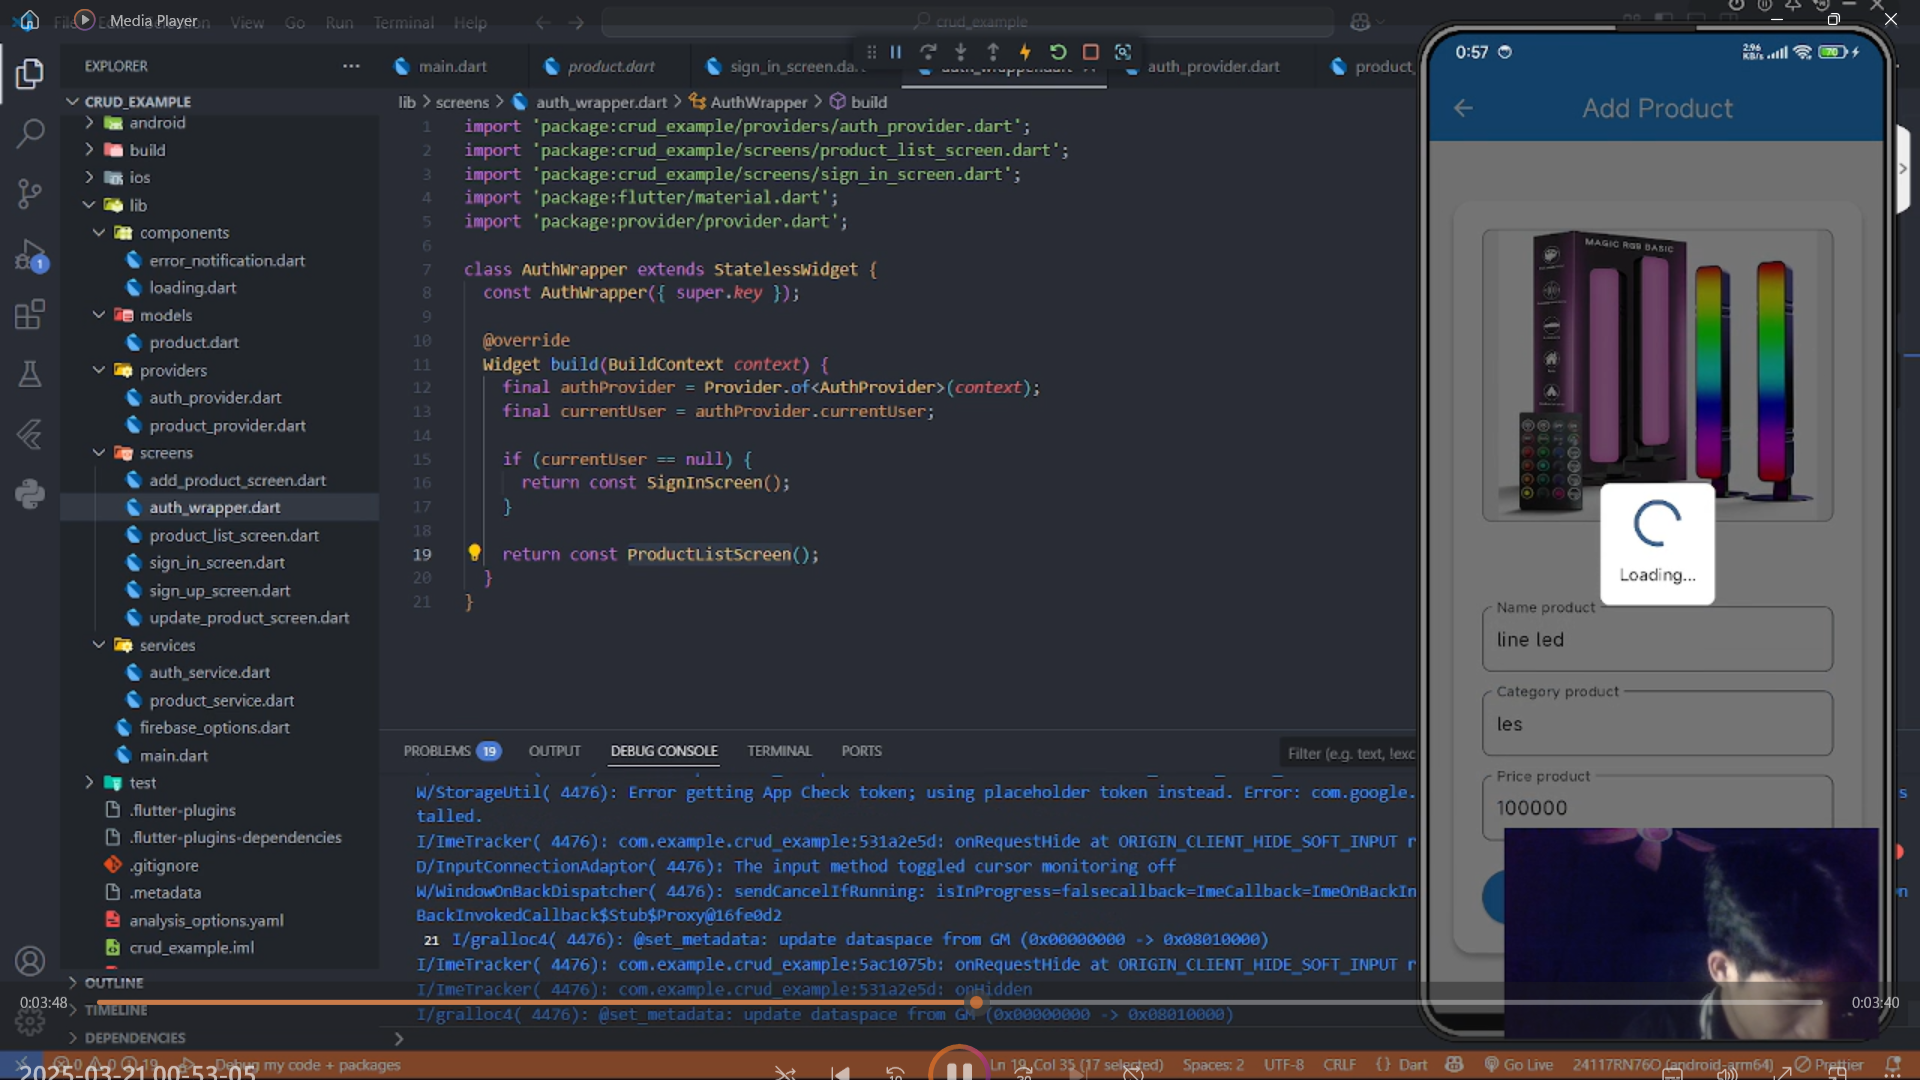 Media Player
File
View
Go
Run
Terminal
Help
crud_example
EXPLORER
CRUD_EXAMPLE
android
build
ios
lib
components
error_notification.dart
loading.dart
models
product.dart
providers
auth_provider.dart
product_provider.dart
screens
add_product_screen.dart
auth_wrapper.dart
product_list_screen.dart
sign_in_screen.dart
sign_up_screen.dart
update_product_screen.dart
services
auth_service.dart
product_service.dart
firebase_options.dart
main.dart
test
.flutter-plugins
.flutter-plugins-dependencies
.gitignore
.metadata
analysis_options.yaml
crud_example.iml
OUTLINE
TIMELINE
DEPENDENCIES
main.dart
product.dart
sign_in_screen.dart
auth_wrapper.dart
auth_provider.dart
product_
lib > screens > auth_wrapper.dart > AuthWrapper > build
1 import 'package:crud_example/providers/auth_provider.dart';
2 import 'package:crud_example/screens/product_list_screen.dart';
3 import 'package:crud_example/screens/sign_in_screen.dart';
4 import 'package:flutter/material.dart';
5 import 'package:provider/provider.dart';
6
7 class AuthWrapper extends StatelessWidget {
8 const AuthWrapper({ super.key });
9
10 @override
11 Widget build(BuildContext context) {
12 final authProvider = Provider.of<AuthProvider>(context);
13 final currentUser = authProvider.currentUser;
14
15 if (currentUser == null) {
16 return const SignInScreen();
17 }
18
19 return const ProductListScreen();
20 }
21 }
PROBLEMS 19
OUTPUT
DEBUG CONSOLE
TERMINAL
PORTS
Filter (e.g. text, !exc
W/StorageUtil( 4476): Error getting App Check token; using placeholder token instead. Error: com.google.
talled.
I/ImeTracker( 4476): com.example.crud_example:531a2e5d: onRequestHide at ORIGIN_CLIENT_HIDE_SOFT_INPUT r
D/InputConnectionAdaptor( 4476): The input method toggled cursor monitoring off
W/WindowOnBackDispatcher( 4476): sendCancelIfRunning: isInProgress=falsecallback=ImeCallback=ImeOnBackIn
BackInvokedCallback$Stub$Proxy@16fe0d2
21 I/gralloc4( 4476): @set_metadata: update dataspace from GM (0x00000000 -> 0x08010000)
I/ImeTracker( 4476): com.example.crud_example:5ac1075b: onRequestHide at ORIGIN_CLIENT_HIDE_SOFT_INPUT r
I/ImeTracker( 4476): com.example.crud_example:531a2e5d: onHidden
I/gralloc4( 4476): @set_metadata: update dataspace from GM (0x00000000 -> 0x08010000)
0:57
2.96 KB/s
70
Add Product
MAGIC RGB BASIC
Loading...
Name product
line led
Category product
les
Price product
100000
0:03:48
0:03:40
0 0 19
Debug my code + packages
Ln 19, Col 35 (17 selected)
Spaces: 2
UTF-8
CRLF
{} Dart
Go Live
24117RN76O (android-arm64)
Prettier
2025-03-21 00-53-05